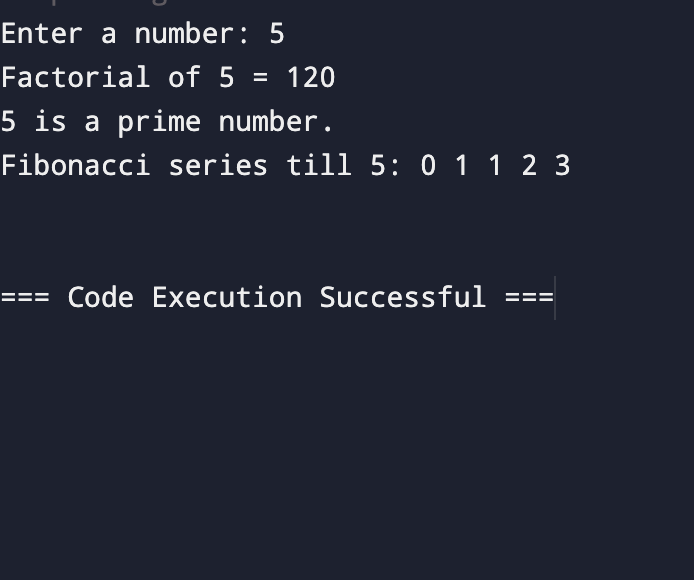 Enter a number: 5
Factorial of 5 = 120
5 is a prime number.
Fibonacci series till 5: 0 1 1 2 3
=== Code Execution Successful ===